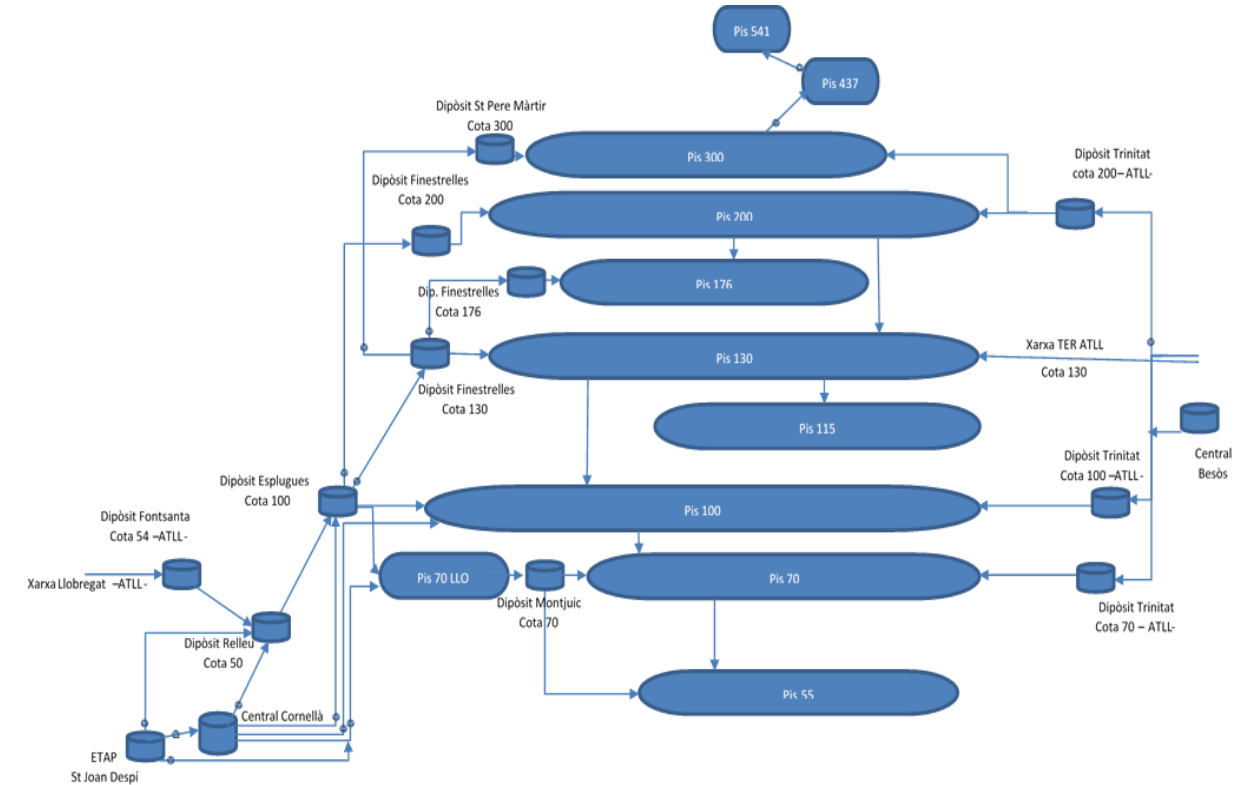 Pis 541
Pis 437
Dipòsit St Pere Màrtir
Cota 300
Pis 300
Dipòsit Trinitat
cota 200–ATLL-
Dipòsit Finestrelles
Cota 200
Pis 200
Dip. Finestrelles
Cota 176
Pis 176
Xarxa TER ATLL
Cota 130
Pis 130
Dipòsit Finestrelles
Cota 130
Pis 115
Central
Besòs
Dipòsit Trinitat
Cota 100 –ATLL-
Dipòsit Esplugues
Cota 100
Pis 100
Dipòsit Fontsanta
Cota 54 –ATLL-
Xarxa Llobregat –ATLL-
Pis 70 LLO
Pis 70
Dipòsit Montjuic
Cota 70
Dipòsit Trinitat
Cota 70 – ATLL-
Dipòsit Relleu
Cota 50
Pis 55
Central Cornellà
ETAP
St Joan Despí